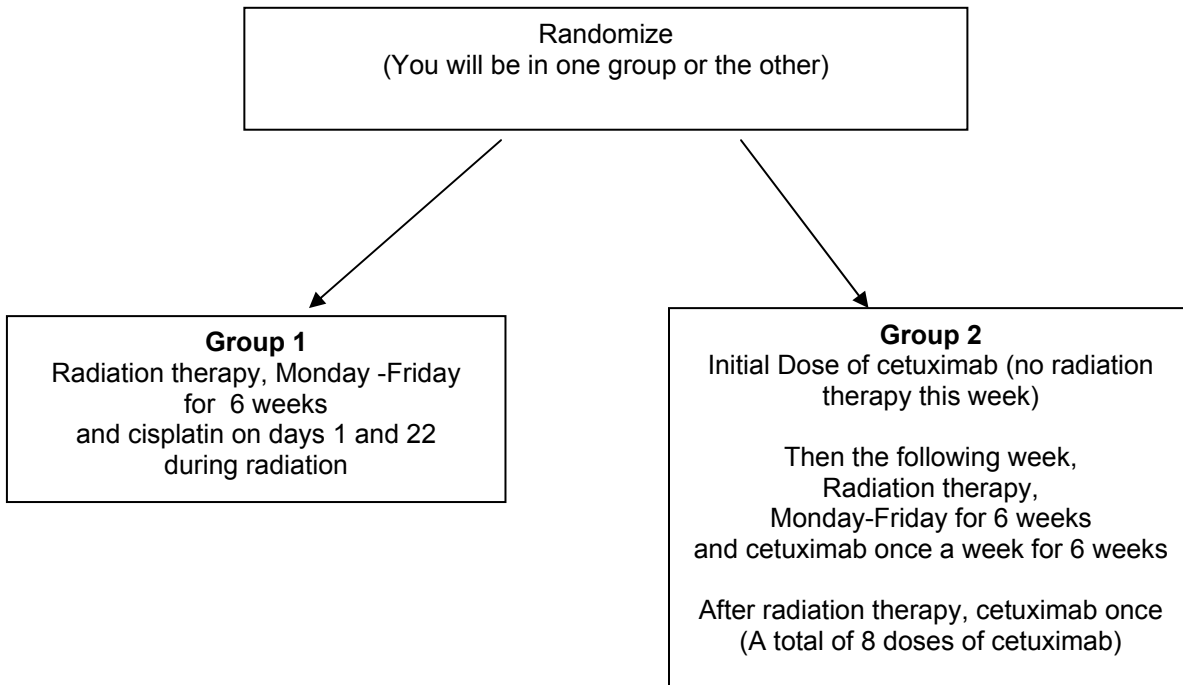 Randomize
(You will be in one group or the other)
Group 1
Radiation therapy, Monday -Friday
for 6 weeks
and cisplatin on days 1 and 22
during radiation
Group 2
Initial Dose of cetuximab (no radiation
therapy this week)
Then the following week,
Radiation therapy,
Monday-Friday for 6 weeks
and cetuximab once a week for 6 weeks
After radiation therapy, cetuximab once
(A total of 8 doses of cetuximab)